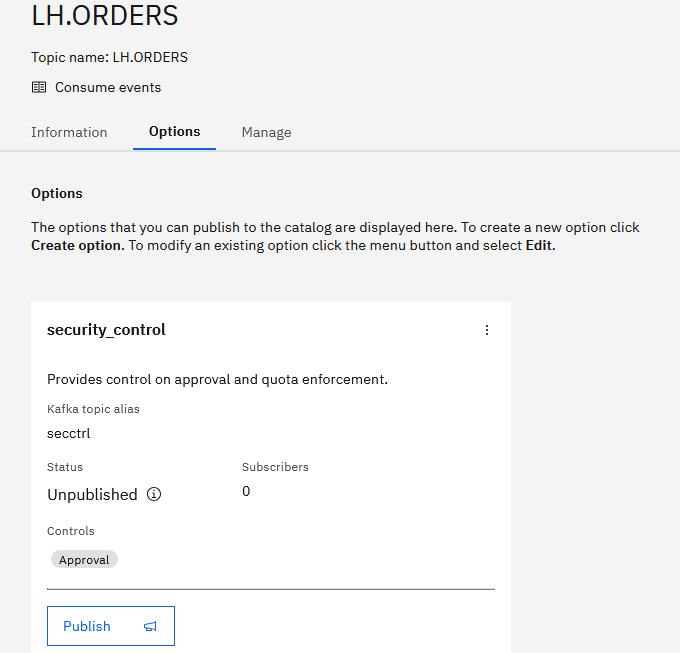 LH.ORDERS
Topic name: LH.ORDERS
Consume events
Information Options Manage
Options
The options that you can publish to the catalog are displayed here. To create a new option click
Create option. To modify an existing option click the menu button and select Edit.
security_control
Provides control on approval and quota enforcement.
Kafka topic alias
secctrl
Status Subscribers
Unpublished 0
Controls
Approval
Publish